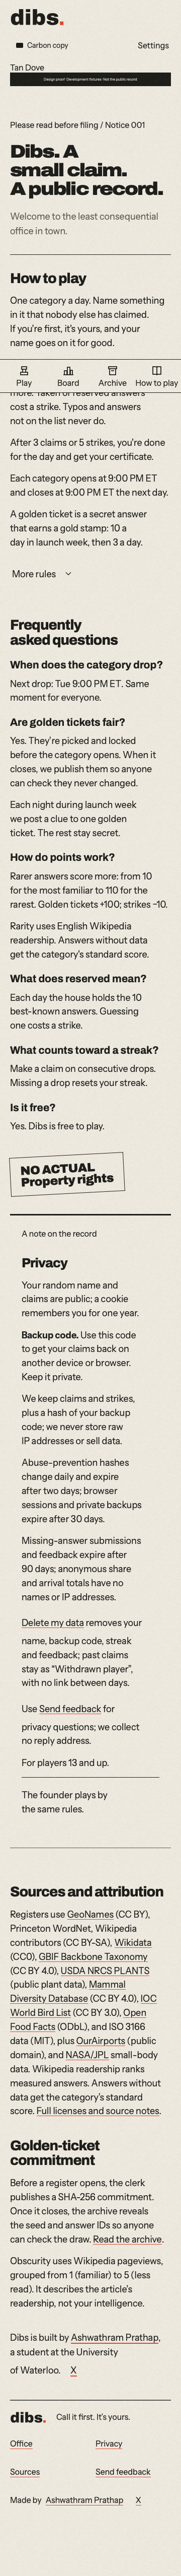 dibs.
Carbon copy
Settings
Tan Dove
Design proof · Development fixtures · Not the public record
Please read before filing / Notice 001
Dibs. A
small claim.
A public record.
Welcome to the least consequential
office in town.
How to play
One category a day. Name something
in it that nobody else has claimed.
If you're first, it's yours, and your
name goes on it for good.
Play
Board
Archive
How to play
more. Taken or reserved answers
cost a strike. Typos and answers
not on the list never do.
After 3 claims or 5 strikes, you're done
for the day and get your certificate.
Each category opens at 9:00 PM ET
and closes at 9:00 PM ET the next day.
A golden ticket is a secret answer
that earns a gold stamp: 10 a
day in launch week, then 3 a day.
More rules
Frequently
asked questions
When does the category drop?
Next drop: Tue 9:00 PM ET. Same
moment for everyone.
Are golden tickets fair?
Yes. They're picked and locked
before the category opens. When it
closes, we publish them so anyone
can check they never changed.
Each night during launch week
we post a clue to one golden
ticket. The rest stay secret.
How do points work?
Rarer answers score more: from 10
for the most familiar to 110 for the
rarest. Golden tickets +100; strikes −10.
Rarity uses English Wikipedia
readership. Answers without data
get the category's standard score.
What does reserved mean?
Each day the house holds the 10
best-known answers. Guessing
one costs a strike.
What counts toward a streak?
Make a claim on consecutive drops.
Missing a drop resets your streak.
Is it free?
Yes. Dibs is free to play.
NO ACTUAL
Property rights
A note on the record
Privacy
Your random name and
claims are public; a cookie
remembers you for one year.
Backup code. Use this code
to get your claims back on
another device or browser.
Keep it private.
We keep claims and strikes,
plus a hash of your backup
code; we never store raw
IP addresses or sell data.
Abuse-prevention hashes
change daily and expire
after two days; browser
sessions and private backups
expire after 30 days.
Missing-answer submissions
and feedback expire after
90 days; anonymous share
and arrival totals have no
names or IP addresses.
Delete my data removes your
name, backup code, streak
and feedback; past claims
stay as "Withdrawn player",
with no link between days.
Use Send feedback for
privacy questions; we collect
no reply address.
For players 13 and up.
The founder plays by
the same rules.
Sources and attribution
Registers use GeoNames (CC BY),
Princeton WordNet, Wikipedia
contributors (CC BY-SA), Wikidata
(CC0), GBIF Backbone Taxonomy
(CC BY 4.0), USDA NRCS PLANTS
(public plant data), Mammal
Diversity Database (CC BY 4.0), IOC
World Bird List (CC BY 3.0), Open
Food Facts (ODbL), and ISO 3166
data (MIT), plus OurAirports (public
domain), and NASA/JPL small-body
data. Wikipedia readership ranks
measured answers. Answers without
data get the category's standard
score. Full licenses and source notes.
Golden-ticket
commitment
Before a register opens, the clerk
publishes a SHA-256 commitment.
Once it closes, the archive reveals
the seed and answer IDs so anyone
can check the draw. Read the archive.
Obscurity uses Wikipedia pageviews,
grouped from 1 (familiar) to 5 (less
read). It describes the article's
readership, not your intelligence.
Dibs is built by Ashwathram Prathap,
a student at the University
of Waterloo. X
dibs. Call it first. It's yours.
Office
Privacy
Sources
Send feedback
Made by Ashwathram Prathap X